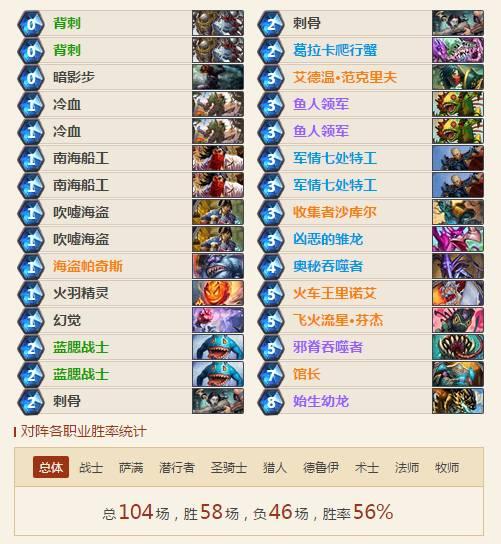 0 背刺
0 背刺
0 暗影步
1 冷血
1 冷血
1 南海船工
1 南海船工
1 吹嘘海盗
1 吹嘘海盗
1 海盗帕奇斯
1 火羽精灵
1 幻觉
2 蓝腮战士
2 蓝腮战士
2 刺骨
2 刺骨
2 葛拉卡爬行蟹
3 艾德温·范克里夫
3 鱼人领军
3 鱼人领军
3 军情七处特工
3 军情七处特工
3 收集者沙库尔
3 凶恶的雏龙
4 奥秘吞噬者
5 火车王里诺艾
5 飞火流星·芬杰
5 邪脊吞噬者
7 馆长
8 始生幼龙
对阵各职业胜率统计
总体 战士 萨满 潜行者 圣骑士 猎人 德鲁伊 术士 法师 牧师
总104场，胜58场，负46场，胜率56%